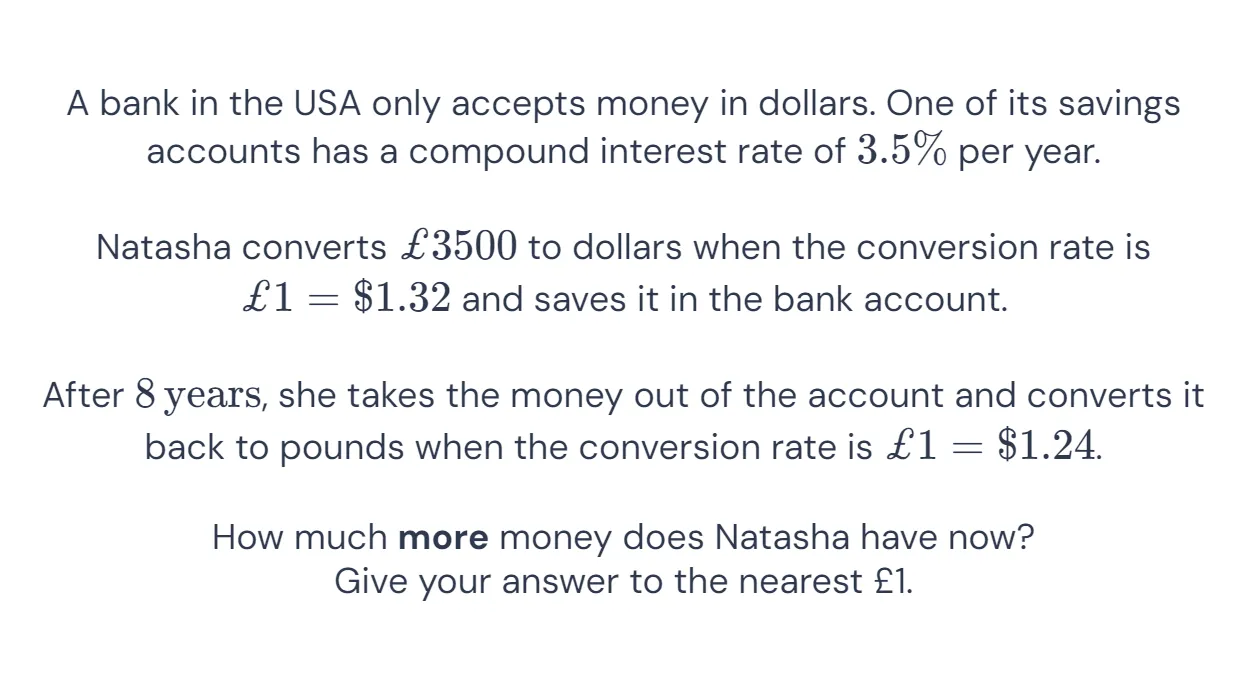 A bank in the USA only accepts money in dollars. One of its savings
accounts has a compound interest rate of 3.5% per year.
Natasha converts £3500 to dollars when the conversion rate is
£1 = $1.32 and saves it in the bank account.
After 8 years, she takes the money out of the account and converts it
back to pounds when the conversion rate is £1 = $1.24.
How much more money does Natasha have now?
Give your answer to the nearest £1.